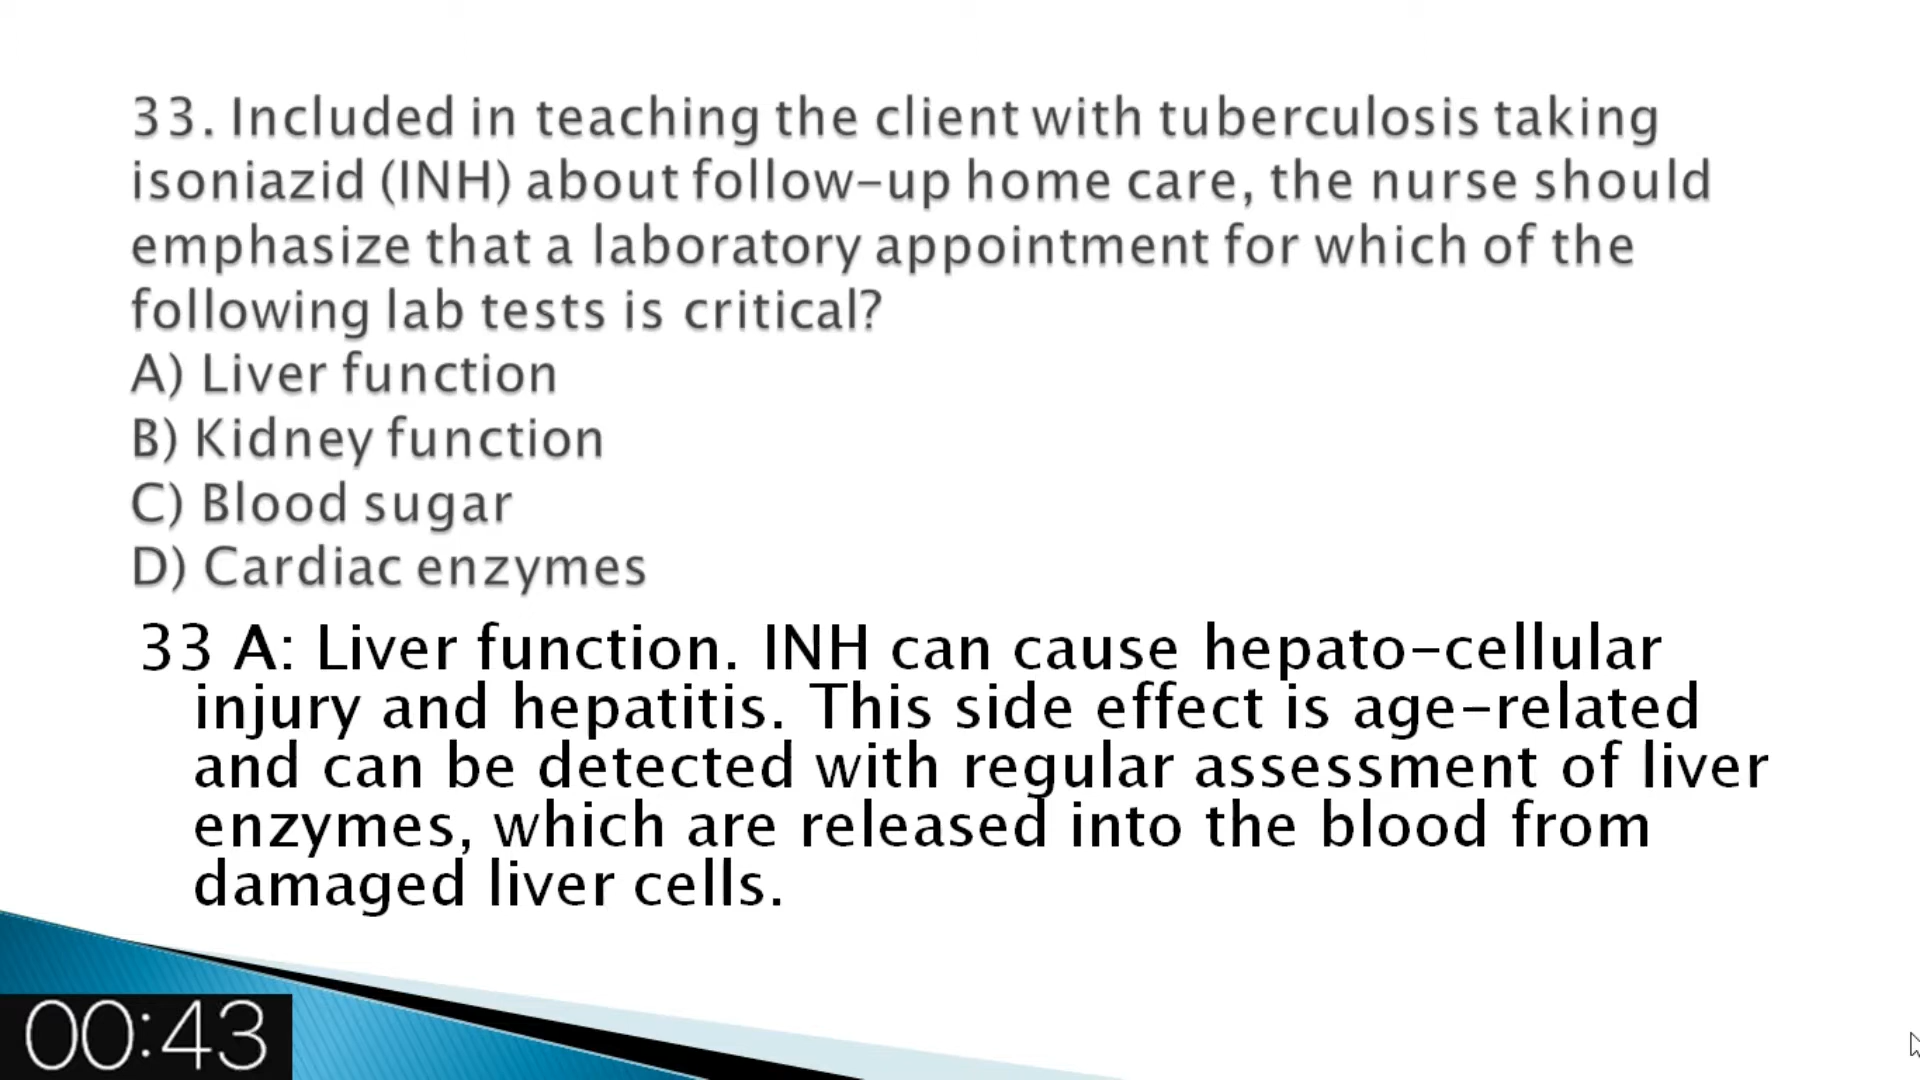 33. Included in teaching the client with tuberculosis taking
isoniazid (INH) about follow-up home care, the nurse should
emphasize that a laboratory appointment for which of the
following lab tests is critical?
A) Liver function
B) Kidney function
C) Blood sugar
D) Cardiac enzymes
33 A: Liver function. INH can cause hepato-cellular
injury and hepatitis. This side effect is age-related
and can be detected with regular assessment of liver
enzymes, which are released into the blood from
damaged liver cells.
00:43